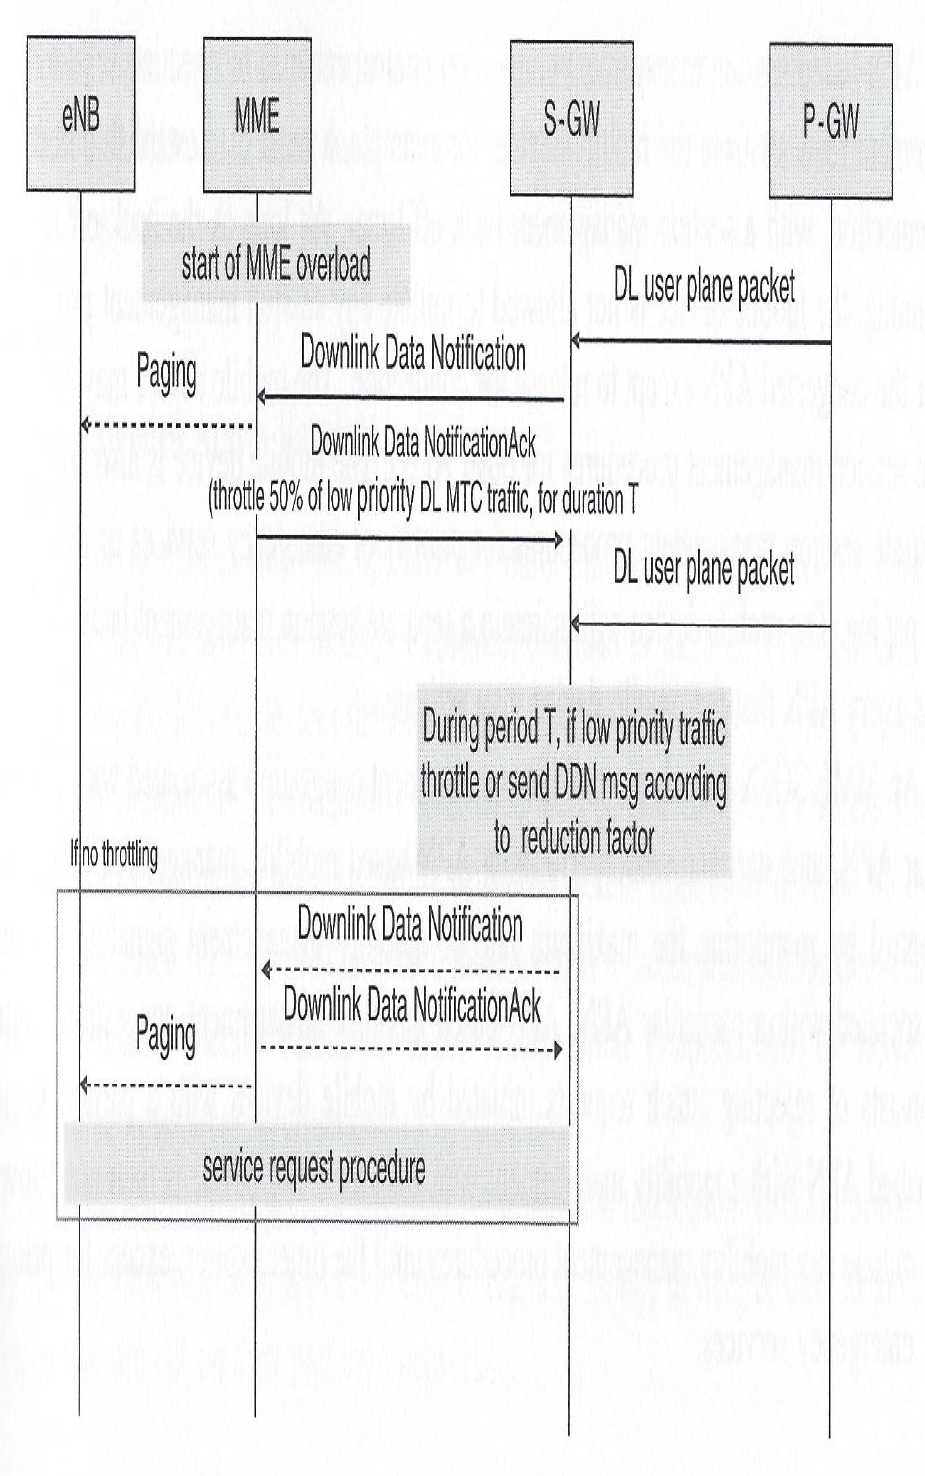 eNB
MME
S-GW
P-GW
start of MME overload
DL user plane packet
Downlink Data Notification
Paging
Downlink Data NotificationAck
(throttle 50% of low priority DL MTC traffic, for duration T
DL user plane packet
During period T, if low priority traffic
throttle or send DDN msg according
to reduction factor
If no throttling
Downlink Data Notification
Downlink Data NotificationAck
Paging
service request procedure